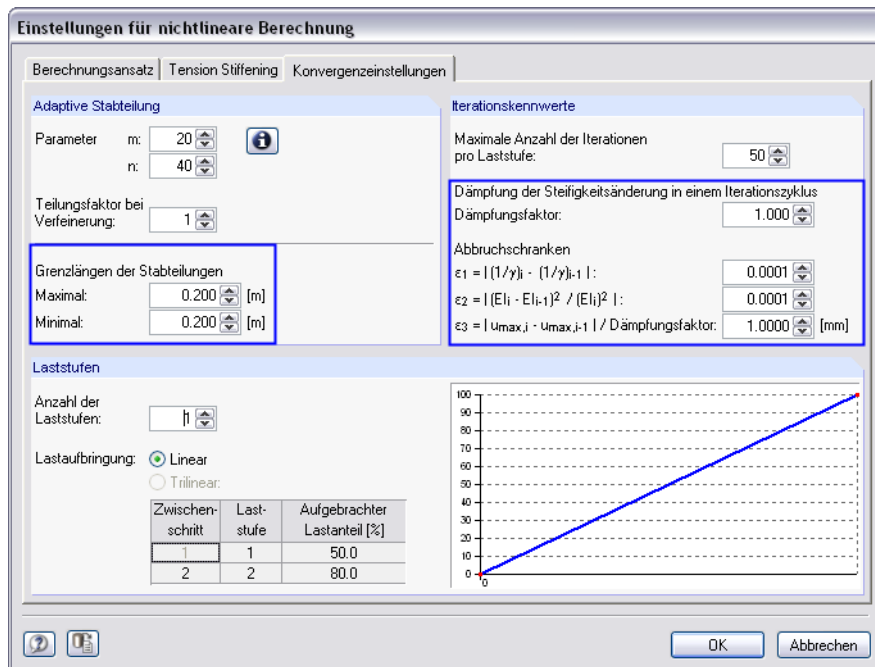 Einstellungen für nichtlineare Berechnung
Berechnungsansatz Tension Stiffening Konvergenzeinstellungen
Adaptive Stabteilung
Parameter m: 20
n: 40
Teilungsfaktor bei
Verfeinerung: 1
Grenzlängen der Stabteilungen
Maximal: 0.200 [m]
Minimal: 0.200 [m]
Iterationskennwerte
Maximale Anzahl der Iterationen
pro Laststufe: 50
Dämpfung der Steifigkeitsänderung in einem Iterationszyklus
Dämpfungsfaktor: 1.000
Abbruchschranken
ε1 = | (1/y)i - (1/y)i-1 | : 0.0001
ε2 = | (EIi - EIi-1)² / (EIi)² | : 0.0001
ε3 = | umax,i - umax,i-1 | / Dämpfungsfaktor: 1.0000 [mm]
Laststufen
Anzahl der
Laststufen: 1
Lastaufbringung: Linear
Trilinear:
Zwischen- Last- Aufgebrachter
schritt stufe Lastanteil [%]
1 1 50.0
2 2 80.0
100
90
80
70
60
50
40
30
20
10
0
0
OK Abbrechen